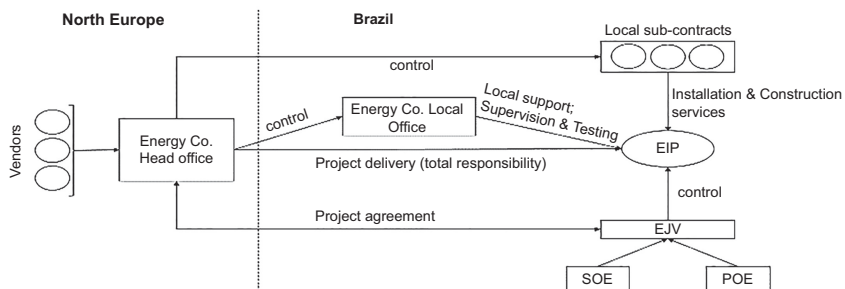 North Europe
Brazil
Local sub-contracts
control
Installation & Construction
services
Local support;
Supervision & Testing
Energy Co. Local
Office
control
Vendors
Energy Co.
Head office
EIP
Project delivery (total responsibility)
control
Project agreement
EJV
SOE
POE